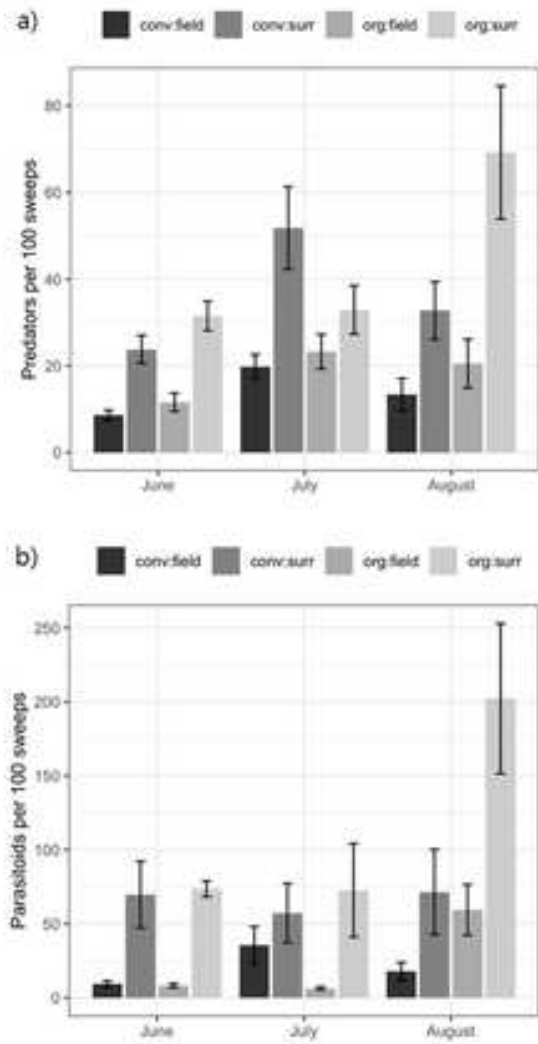 a)
conv:field conv:surr org:field org:surr
Predators per 100 sweeps
80
60
40
20
0
June July August
b)
conv:field conv:surr org:field org:surr
Parasitoids per 100 sweeps
250
200
150
100
50
0
June July August